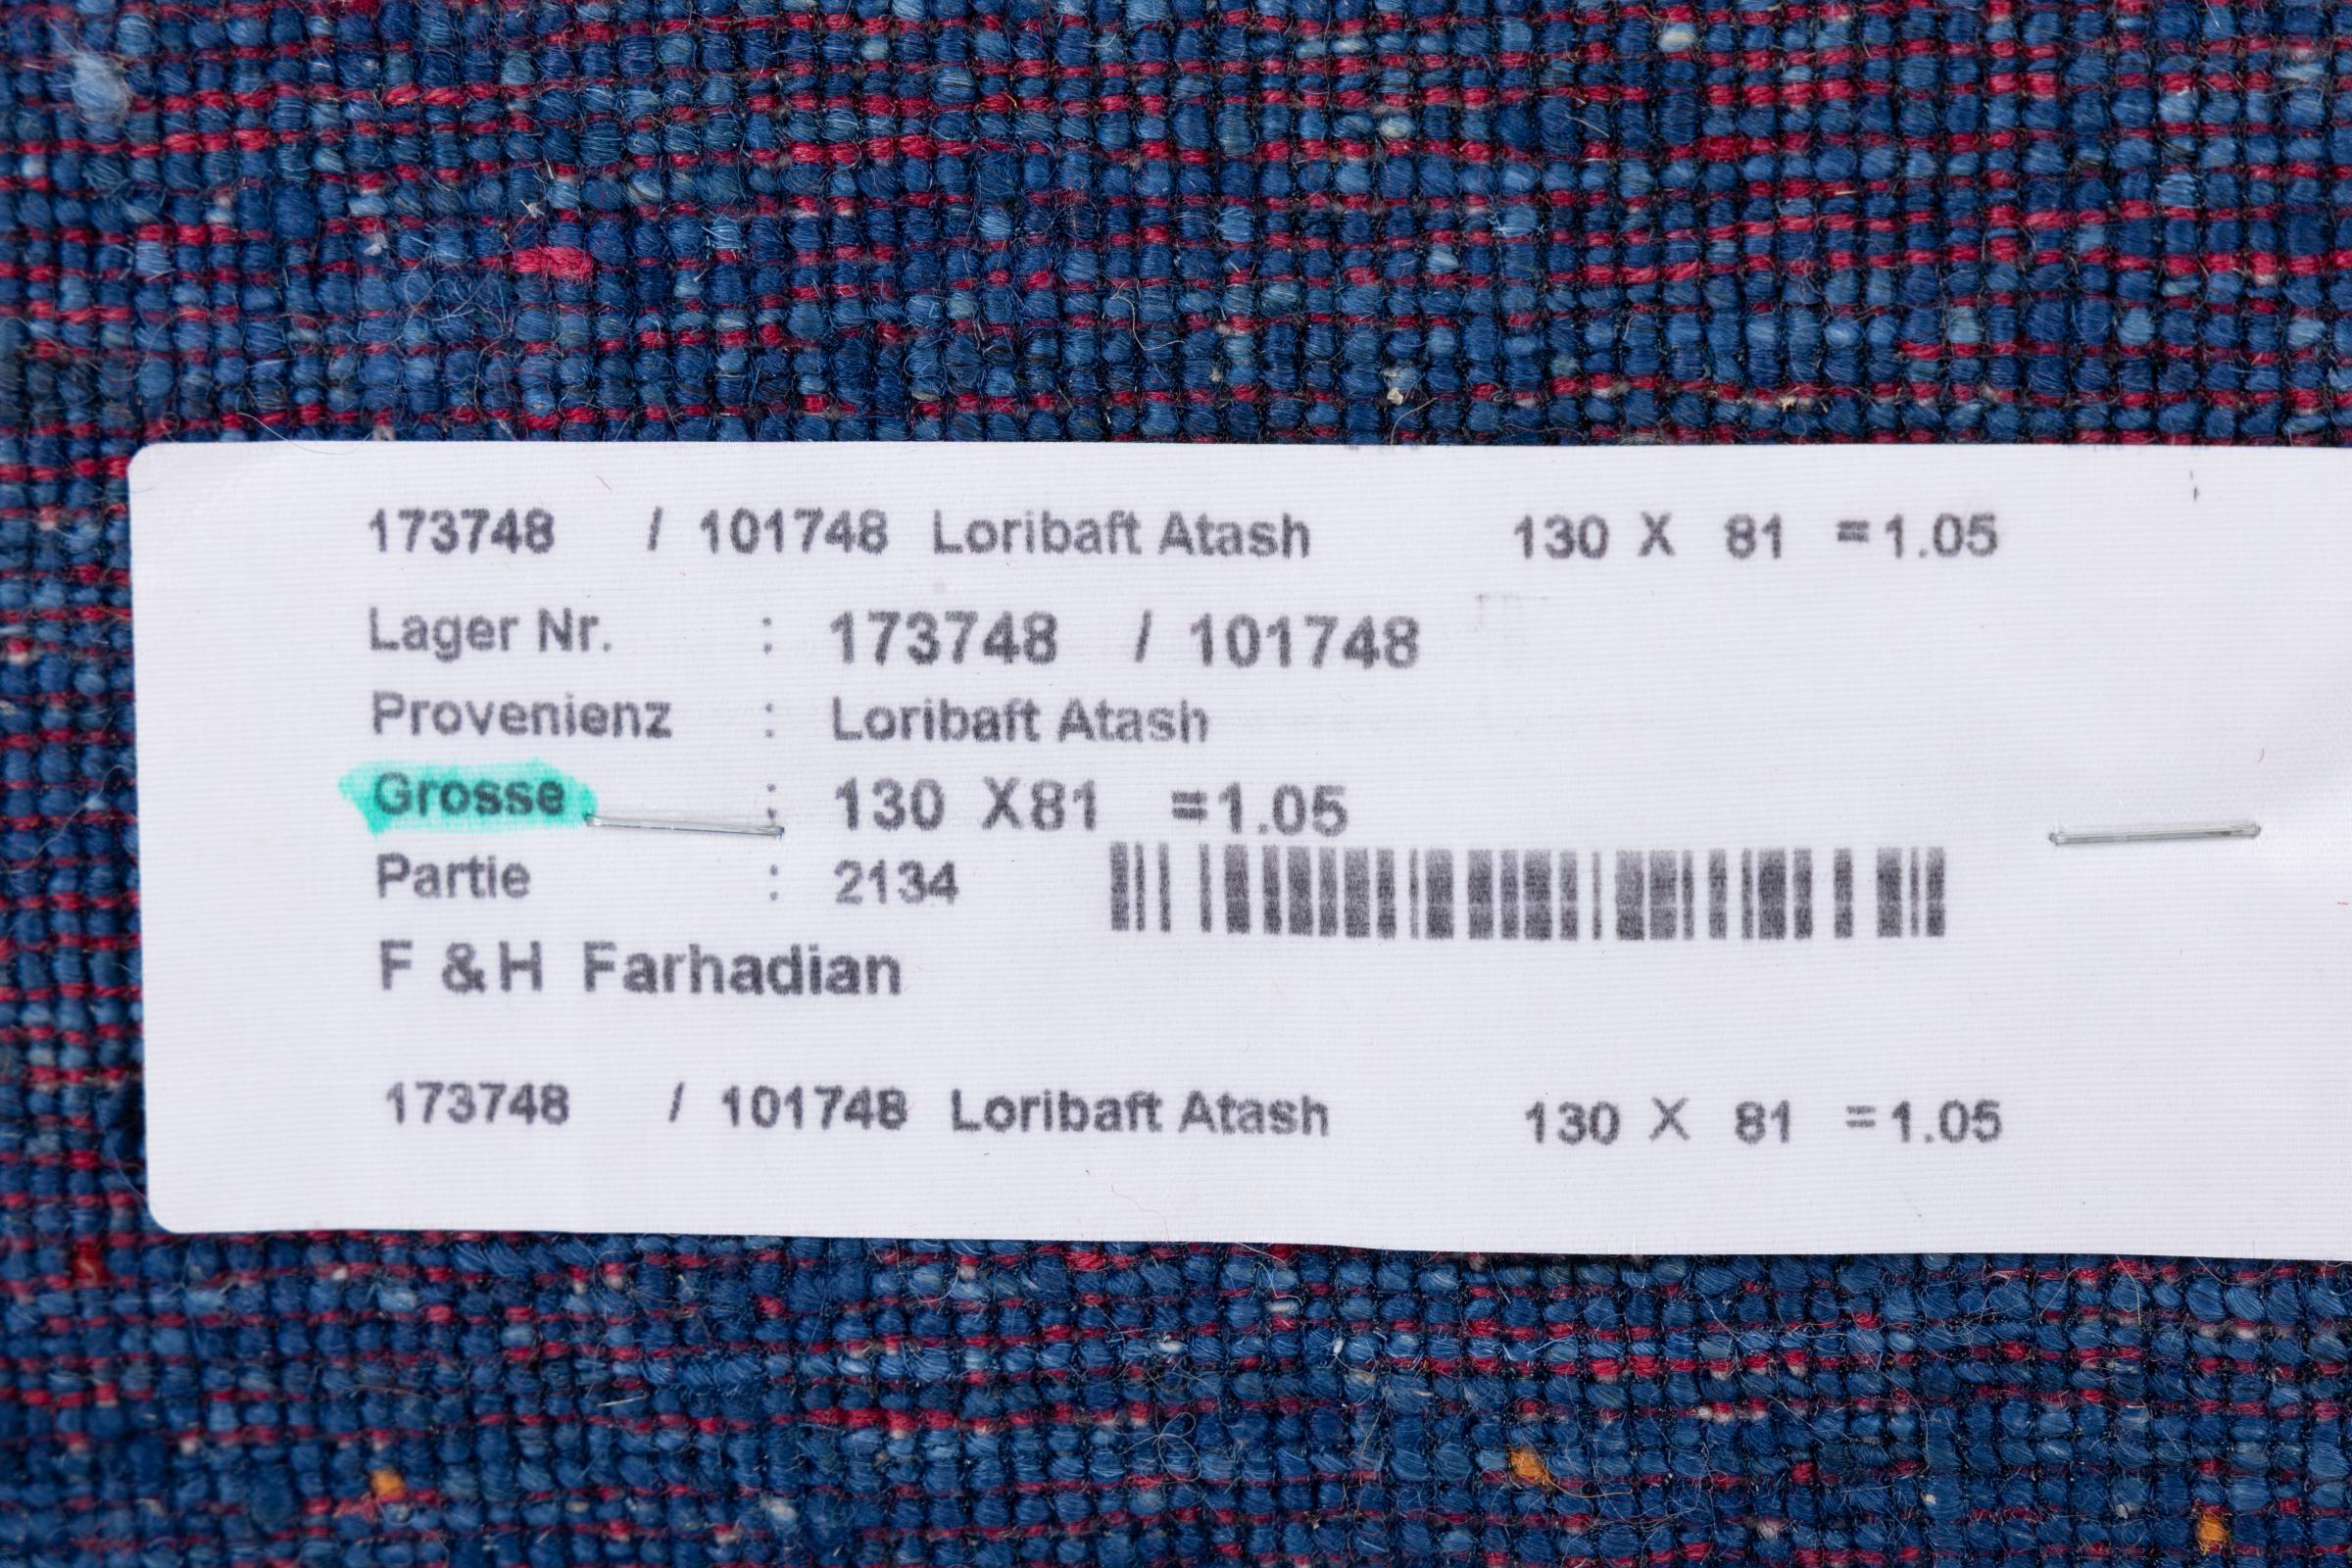 173748 / 101748 Loribaft Atash 130 X 81 =1.05
Lager Nr. : 173748 / 101748
Provenienz : Loribaft Atash
Grosse : 130 X81 =1.05
Partie : 2134
F & H Farhadian
173748 / 101748 Loribaft Atash 130 X 81 =1.05